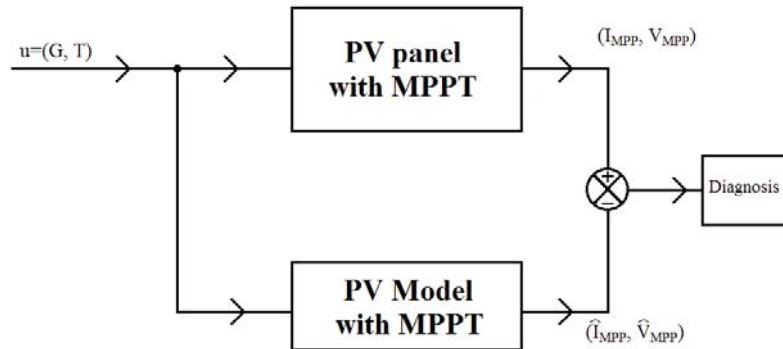 u=(G, T)
PV panel
with MPPT
(I_MPP, V_MPP)
+
−
Diagnosis
PV Model
with MPPT
(Î_MPP, V̂_MPP)